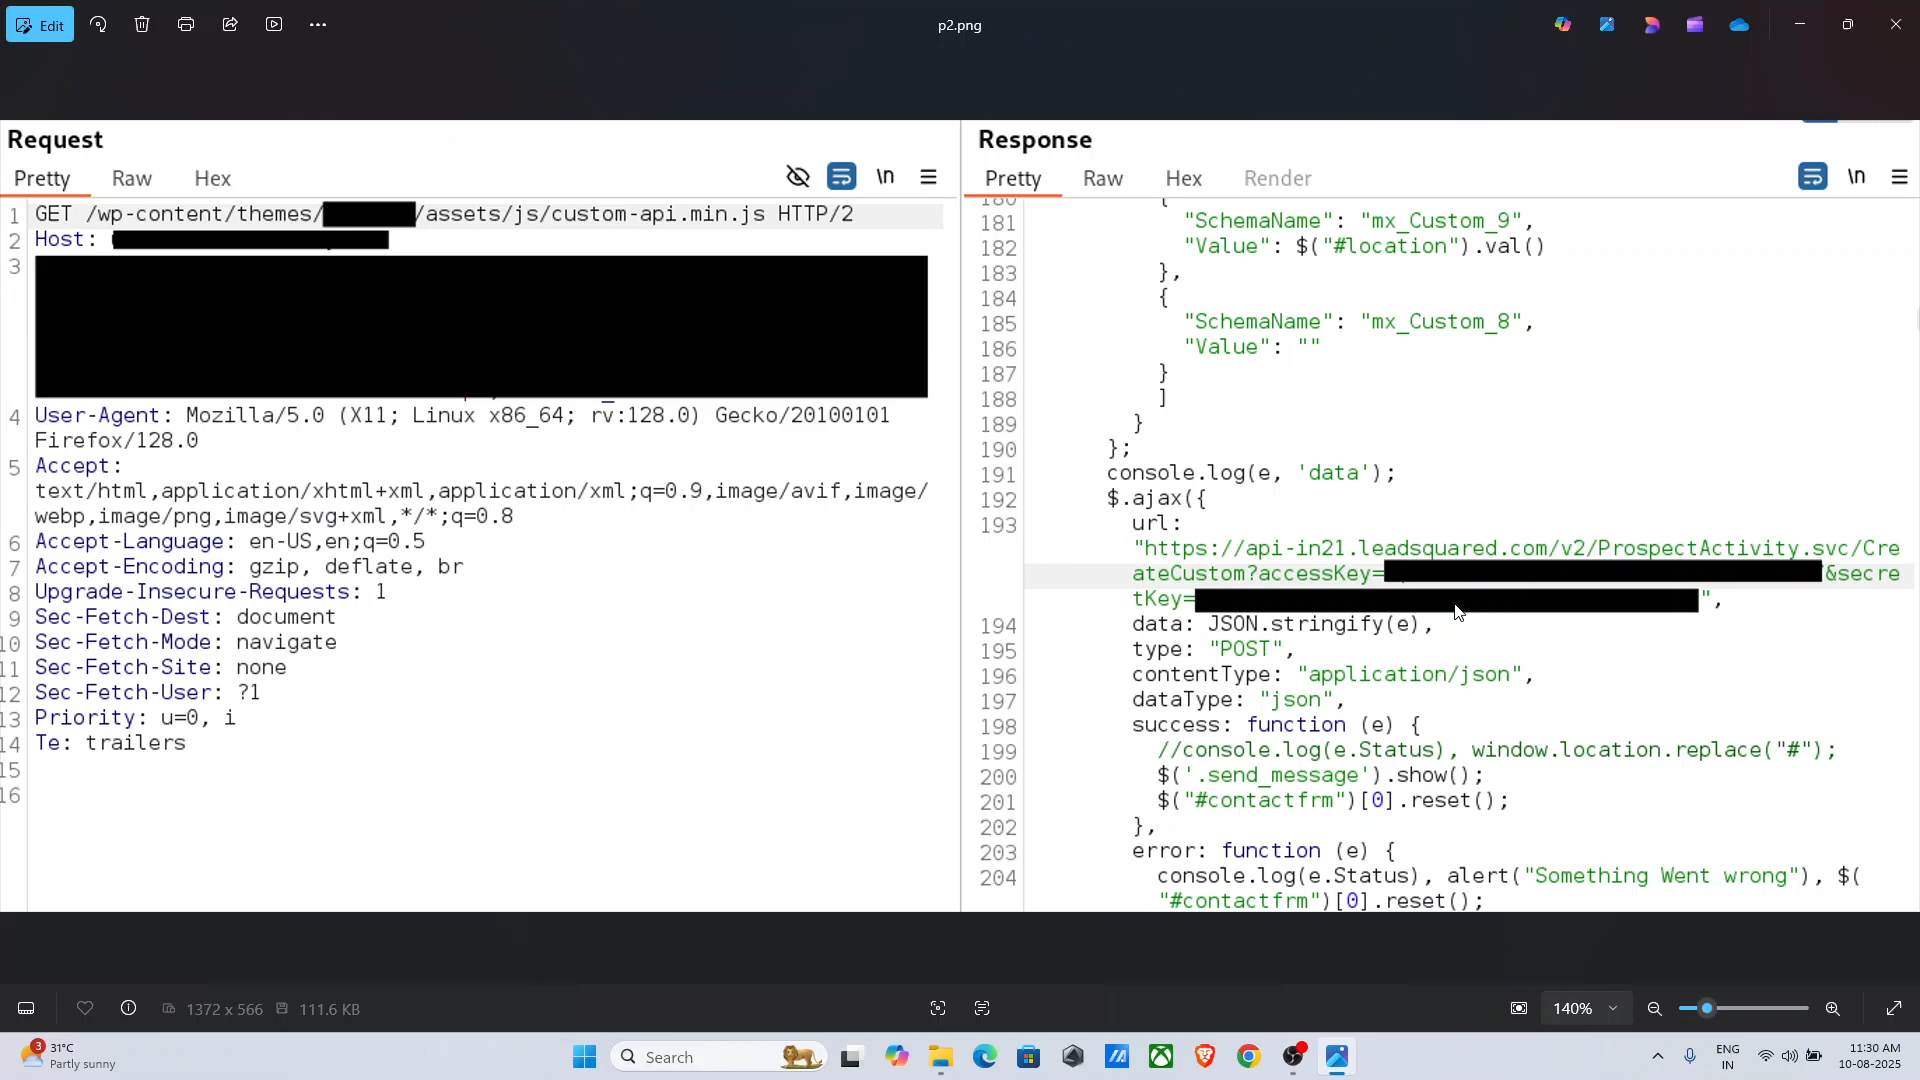 Edit
p2.png
Request
Pretty Raw Hex
\n
1 GET /wp-content/themes/ /assets/js/custom-api.min.js HTTP/2
2 Host:
3
4 User-Agent: Mozilla/5.0 (X11; Linux x86_64; rv:128.0) Gecko/20100101
Firefox/128.0
5 Accept:
text/html,application/xhtml+xml,application/xml;q=0.9,image/avif,image/
webp,image/png,image/svg+xml,*/*;q=0.8
6 Accept-Language: en-US,en;q=0.5
7 Accept-Encoding: gzip, deflate, br
8 Upgrade-Insecure-Requests: 1
9 Sec-Fetch-Dest: document
10 Sec-Fetch-Mode: navigate
11 Sec-Fetch-Site: none
12 Sec-Fetch-User: ?1
13 Priority: u=0, i
14 Te: trailers
15
16
Response
Pretty Raw Hex Render
\n
180 {
181 "SchemaName": "mx_Custom_9",
182 "Value": $("#location").val()
183 },
184 {
185 "SchemaName": "mx_Custom_8",
186 "Value": ""
187 }
188 ]
189 }
190 };
191 console.log(e, 'data');
192 $.ajax({
193 url:
"https://api-in21.leadsquared.com/v2/ProspectActivity.svc/Cre
ateCustom?accessKey= &secre
tKey= ",
194 data: JSON.stringify(e),
195 type: "POST",
196 contentType: "application/json",
197 dataType: "json",
198 success: function (e) {
199 //console.log(e.Status), window.location.replace("#");
200 $('.send_message').show();
201 $("#contactfrm")[0].reset();
202 },
203 error: function (e) {
204 console.log(e.Status), alert("Something Went wrong"), $(
"#contactfrm")[0].reset();
1372 x 566 111.6 KB
140%
3
31°C
Partly sunny
Search
ENG
IN
11:30 AM
10-08-2025